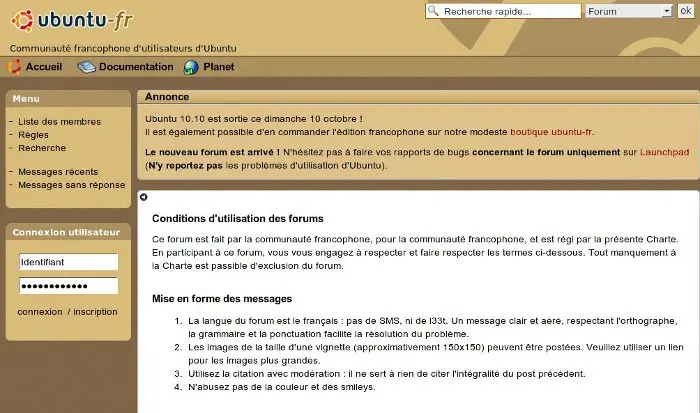 ubuntu-fr
Recherche rapide...
Forum
ok
Communauté francophone d'utilisateurs d'Ubuntu
Accueil
Documentation
Planet
Menu
- Liste des membres
- Règles
- Recherche
- Messages récents
- Messages sans réponse
Connexion utilisateur
Identifiant
••••••••••••
connexion / inscription
Annonce
Ubuntu 10.10 est sortie ce dimanche 10 octobre !
Il est également possible d'en commander l'édition francophone sur notre modeste boutique ubuntu-fr.
Le nouveau forum est arrivé ! N'hésitez pas à faire vos rapports de bugs concernant le forum uniquement sur Launchpad
(N'y reportez pas les problèmes d'utilisation d'Ubuntu).
Conditions d'utilisation des forums
Ce forum est fait par la communauté francophone, pour la communauté francophone, et est régi par la présente Charte.
En participant à ce forum, vous vous engagez à respecter et faire respecter les termes ci-dessous. Tout manquement à
la Charte est passible d'exclusion du forum.
Mise en forme des messages
1. La langue du forum est le français : pas de SMS, ni de l33t. Un message clair et aéré, respectant l'orthographe,
la grammaire et la ponctuation facilite la résolution du problème.
2. Les images de la taille d'une vignette (approximativement 150x150) peuvent être postées. Veuillez utiliser un lien
pour les images plus grandes.
3. Utilisez la citation avec modération : il ne sert à rien de citer l'intégralité du post précédent.
4. N'abusez pas de la couleur et des smileys.